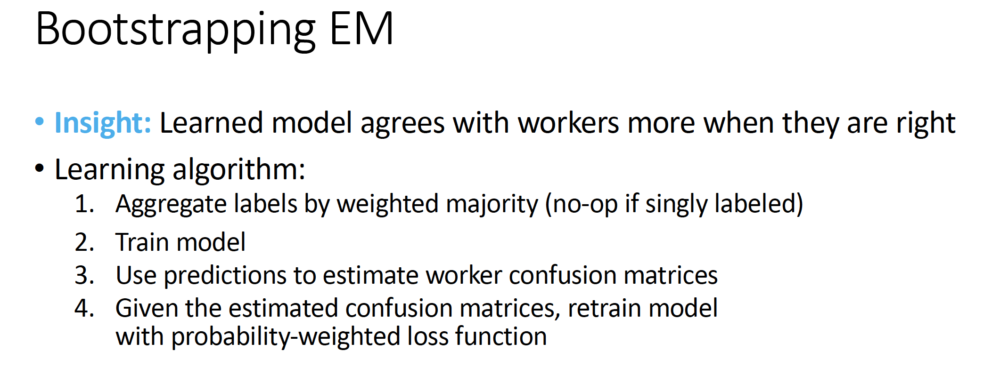 Bootstrapping EM
• Insight: Learned model agrees with workers more when they are right
• Learning algorithm:
1. Aggregate labels by weighted majority (no-op if singly labeled)
2. Train model
3. Use predictions to estimate worker confusion matrices
4. Given the estimated confusion matrices, retrain model
with probability-weighted loss function